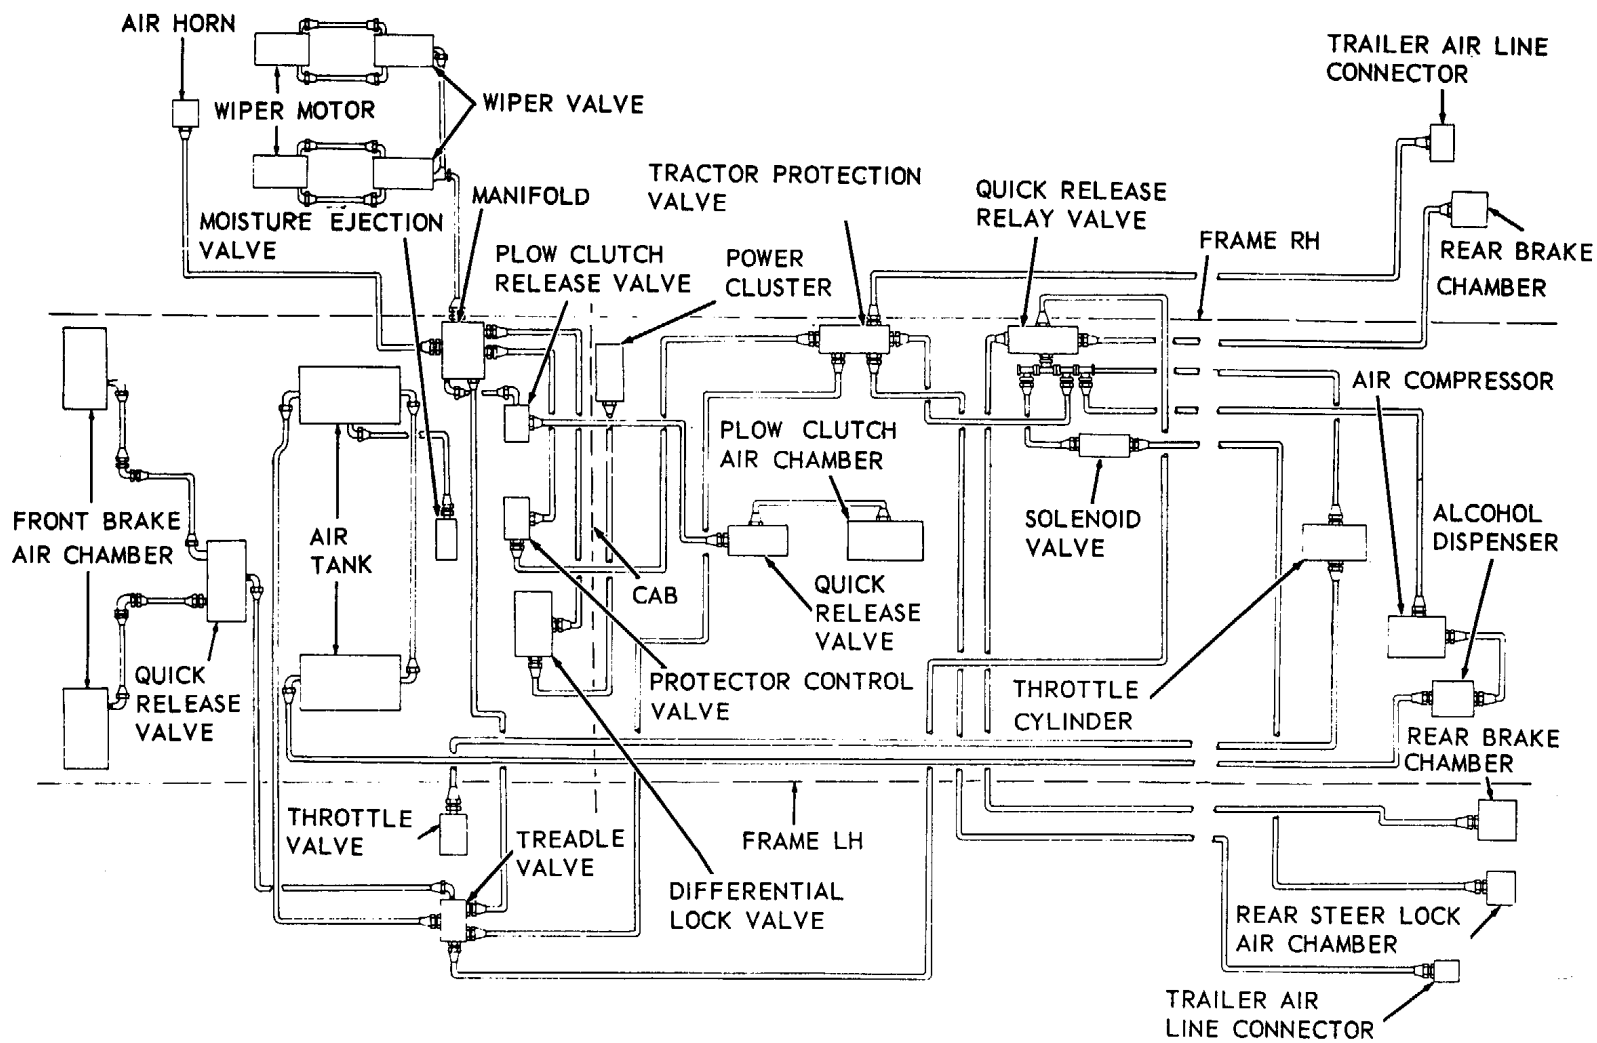 AIR HORN
WIPER MOTOR
WIPER VALVE
TRAILER AIR LINE
CONNECTOR
MOISTURE EJECTION
VALVE
MANIFOLD
PLOW CLUTCH
RELEASE VALVE
POWER
CLUSTER
TRACTOR PROTECTION
VALVE
QUICK RELEASE
RELAY VALVE
FRAME RH
REAR BRAKE
CHAMBER
AIR COMPRESSOR
PLOW CLUTCH
AIR CHAMBER
FRONT BRAKE
AIR CHAMBER
AIR
TANK
SOLENOID
VALVE
ALCOHOL
DISPENSER
CAB
QUICK
RELEASE
VALVE
QUICK
RELEASE
VALVE
PROTECTOR CONTROL
VALVE
THROTTLE
CYLINDER
REAR BRAKE
CHAMBER
THROTTLE
VALVE
TREADLE
VALVE
FRAME LH
DIFFERENTIAL
LOCK VALVE
REAR STEER LOCK
AIR CHAMBER
TRAILER AIR
LINE CONNECTOR